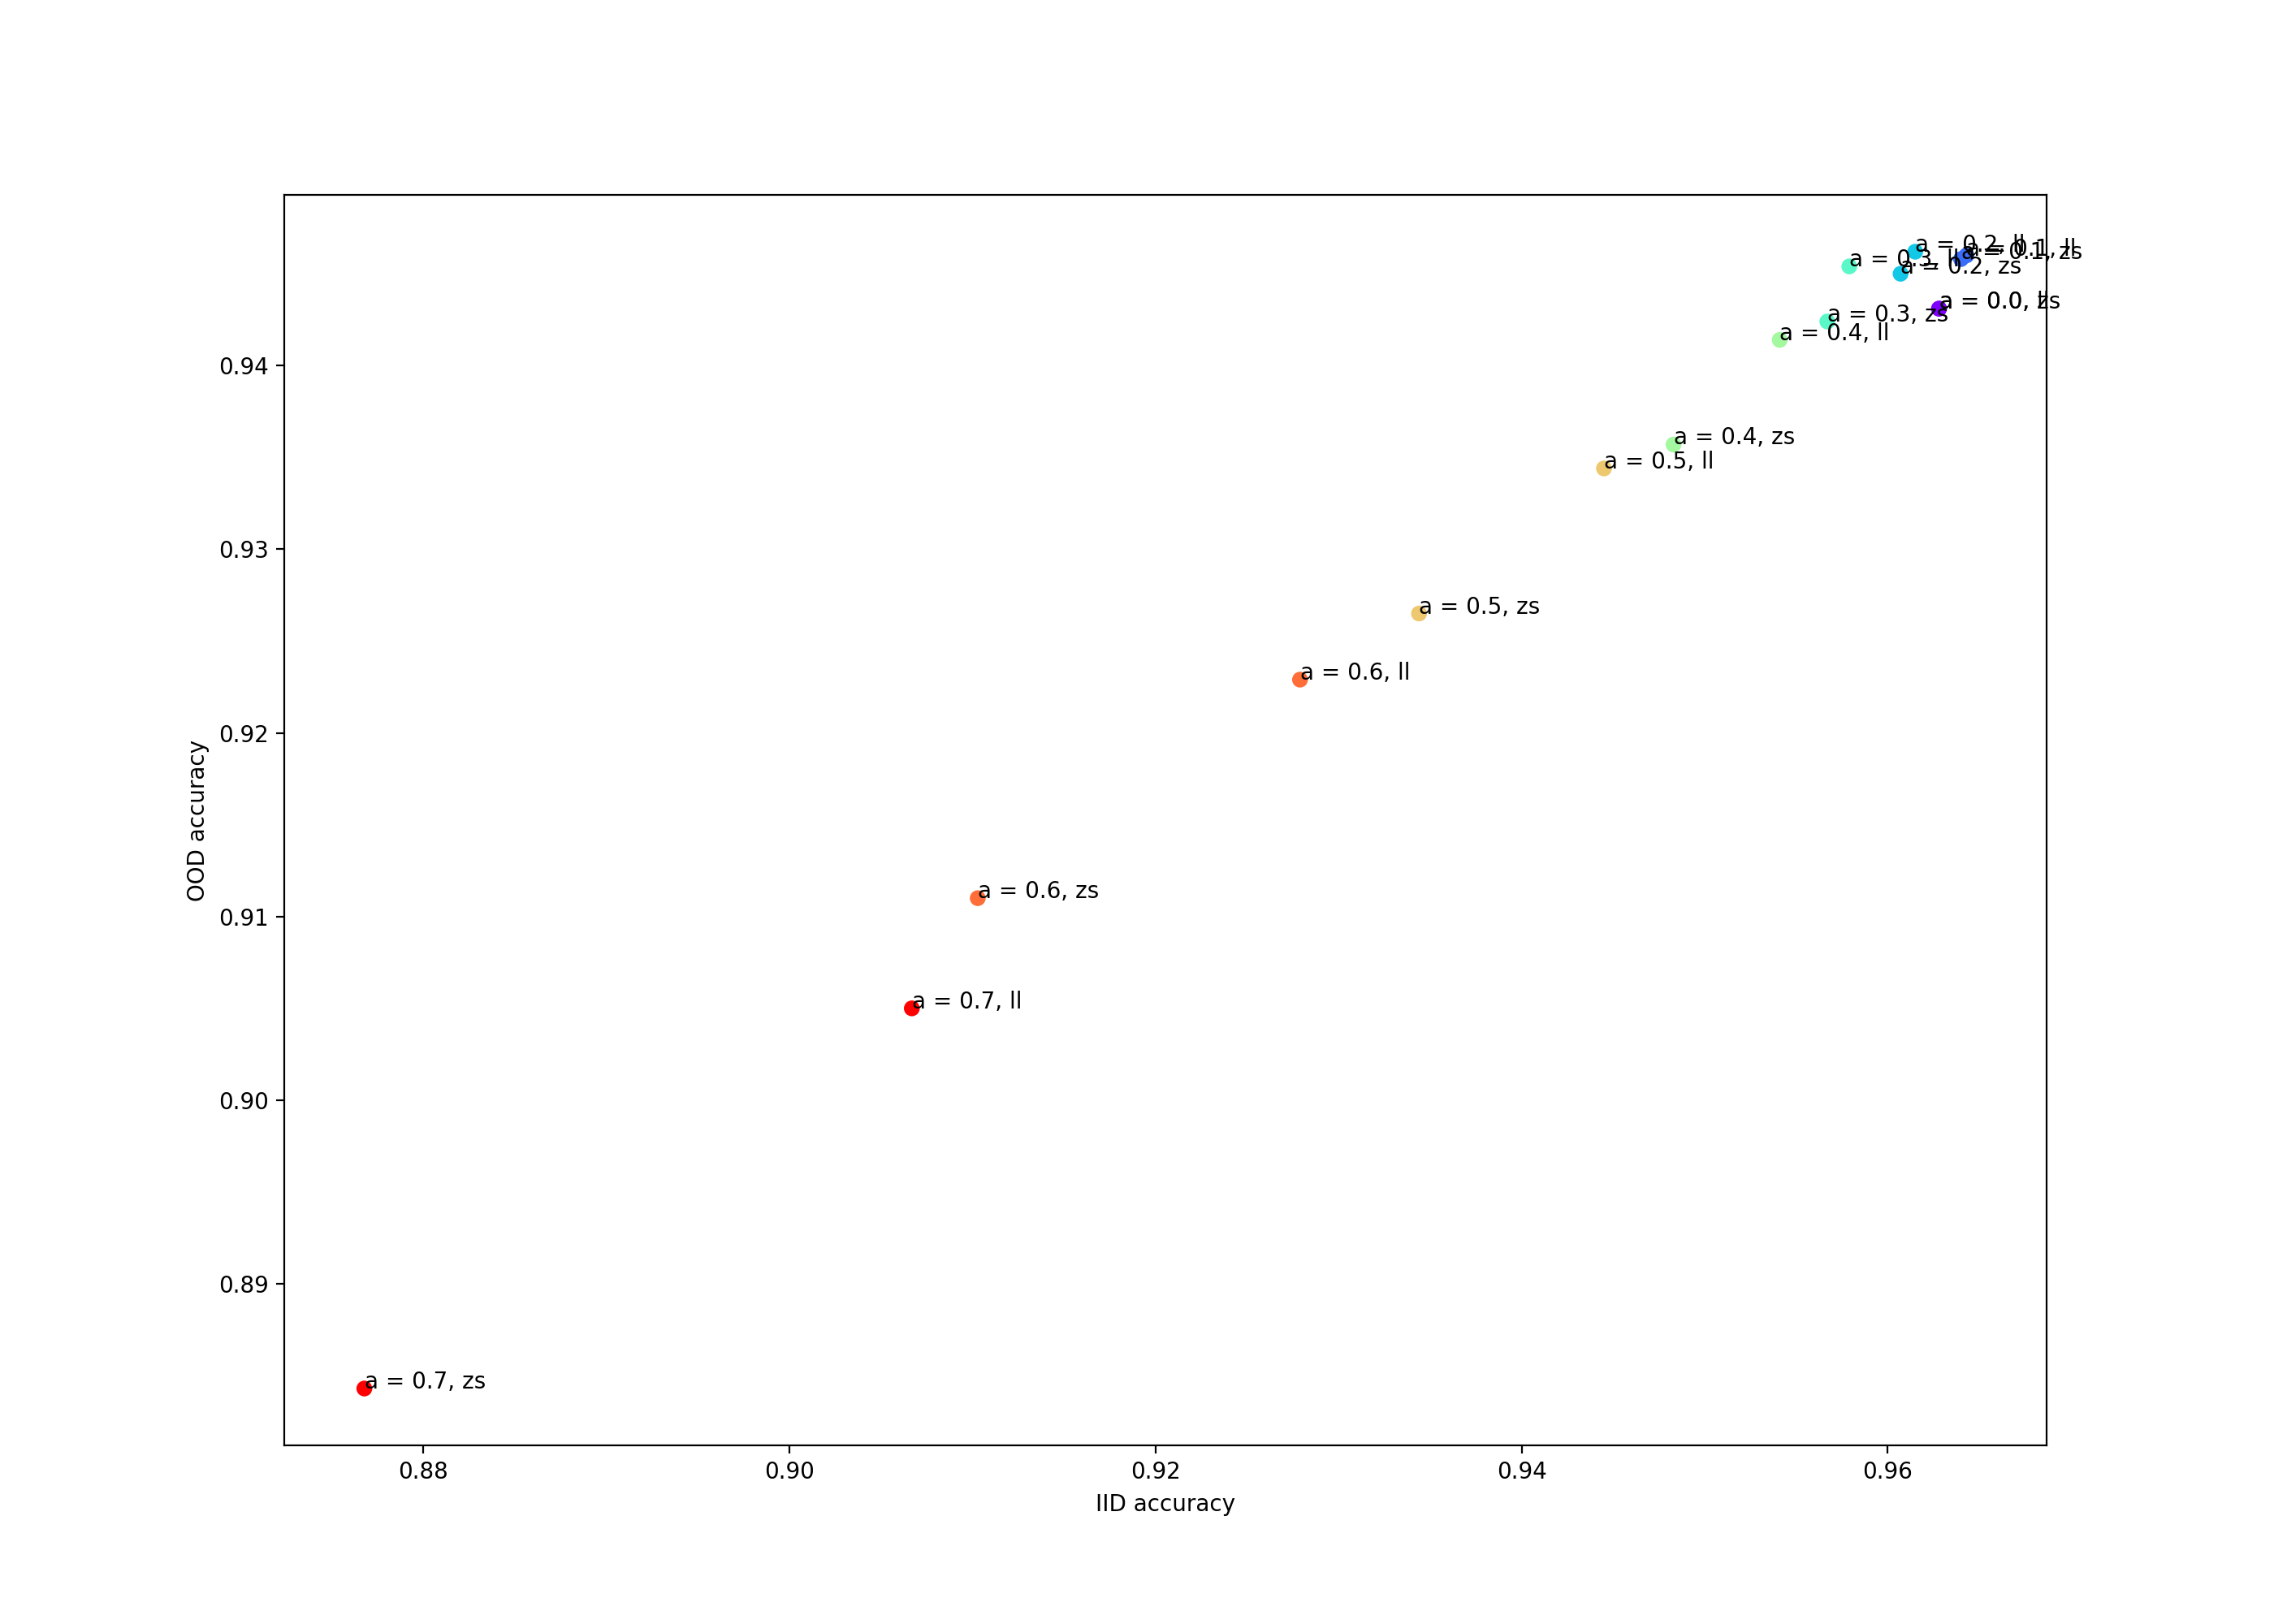 a = 0.2, ll
a = 0.1, ll
a = 0.1, zs
a = 0.3, ll
a = 0.2, zs
a = 0.0, ll
a = 0.0, zs
a = 0.3, zs
a = 0.4, ll
0.94
a = 0.4, zs
a = 0.5, ll
0.93
a = 0.5, zs
a = 0.6, ll
0.92
OOD accuracy
a = 0.6, zs
0.91
a = 0.7, ll
0.90
0.89
a = 0.7, zs
0.88
0.90
0.92
0.94
0.96
IID accuracy